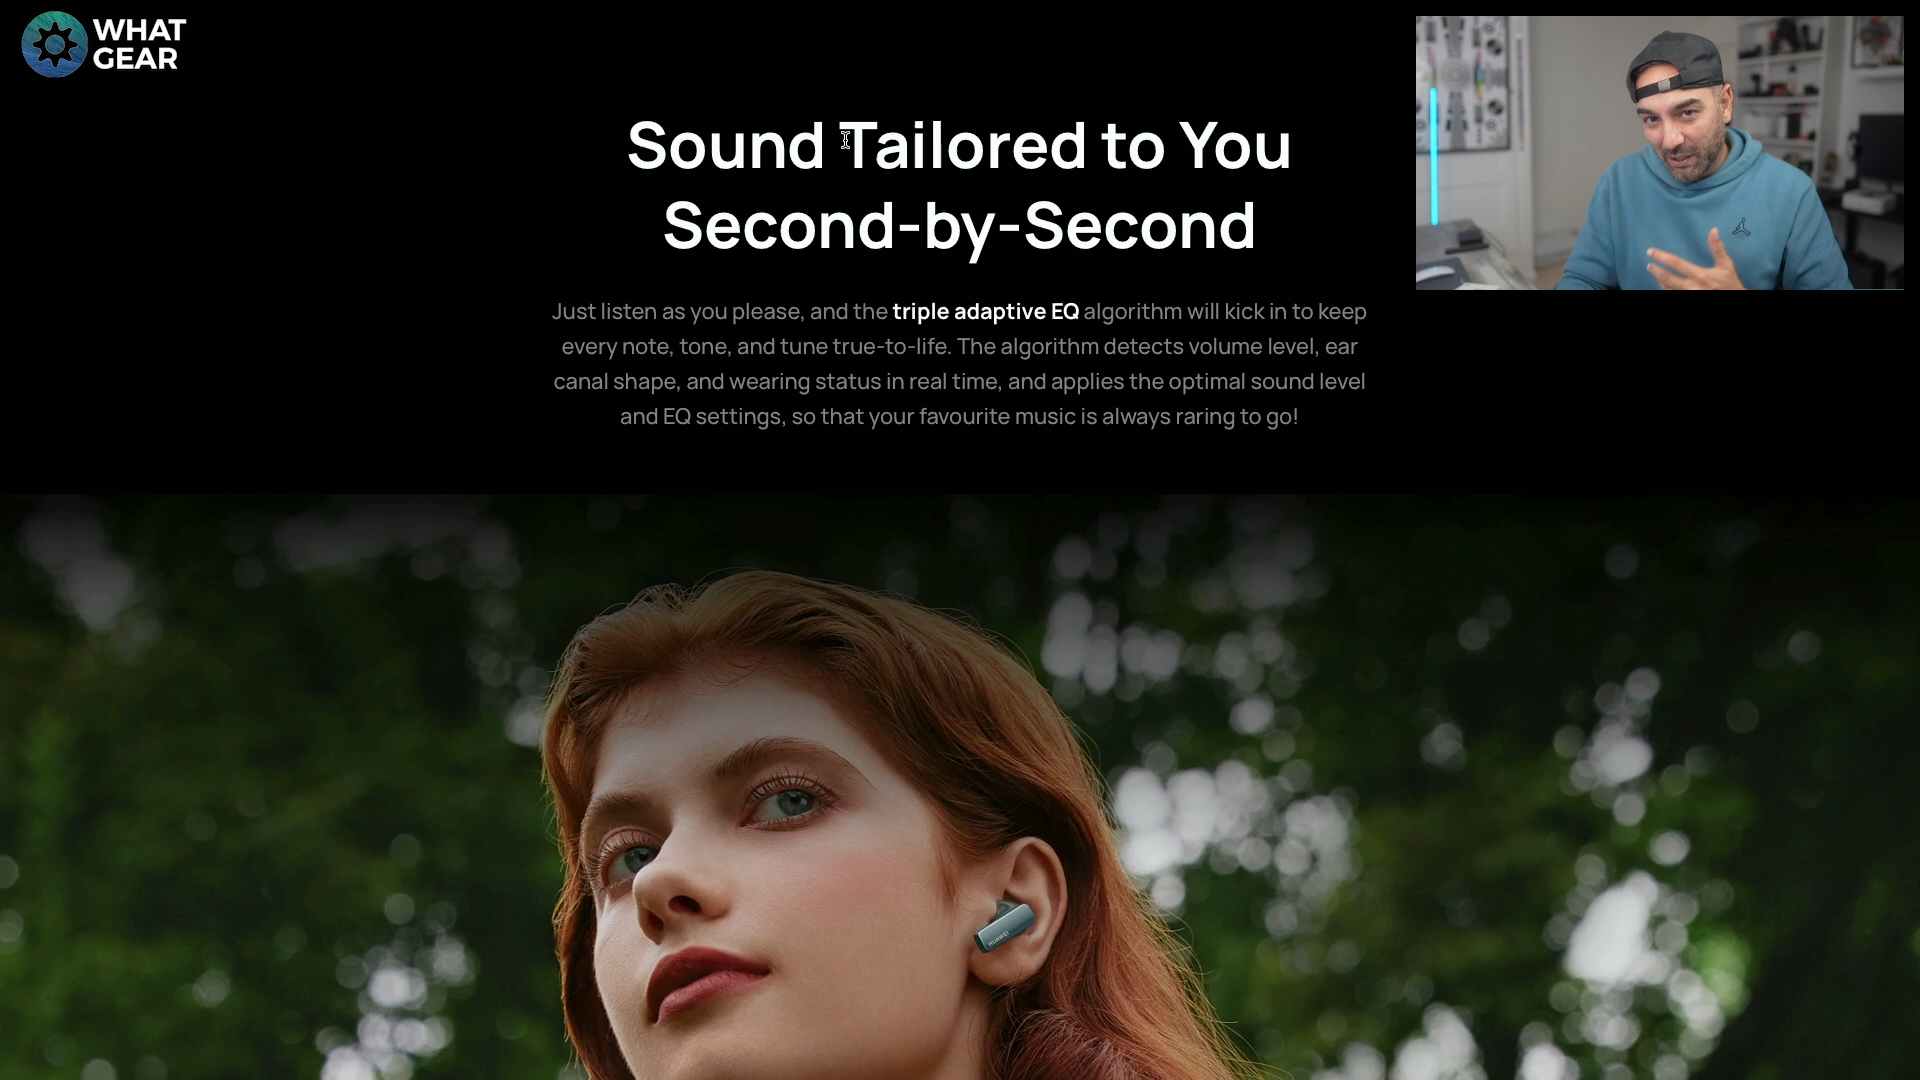 WHAT
GEAR
Sound Tailored to You
Second-by-Second
Just listen as you please, and the triple adaptive EQ algorithm will kick in to keep
every note, tone, and tune true-to-life. The algorithm detects volume level, ear
canal shape, and wearing status in real time, and applies the optimal sound level
and EQ settings, so that your favourite music is always raring to go!
HUAWEI